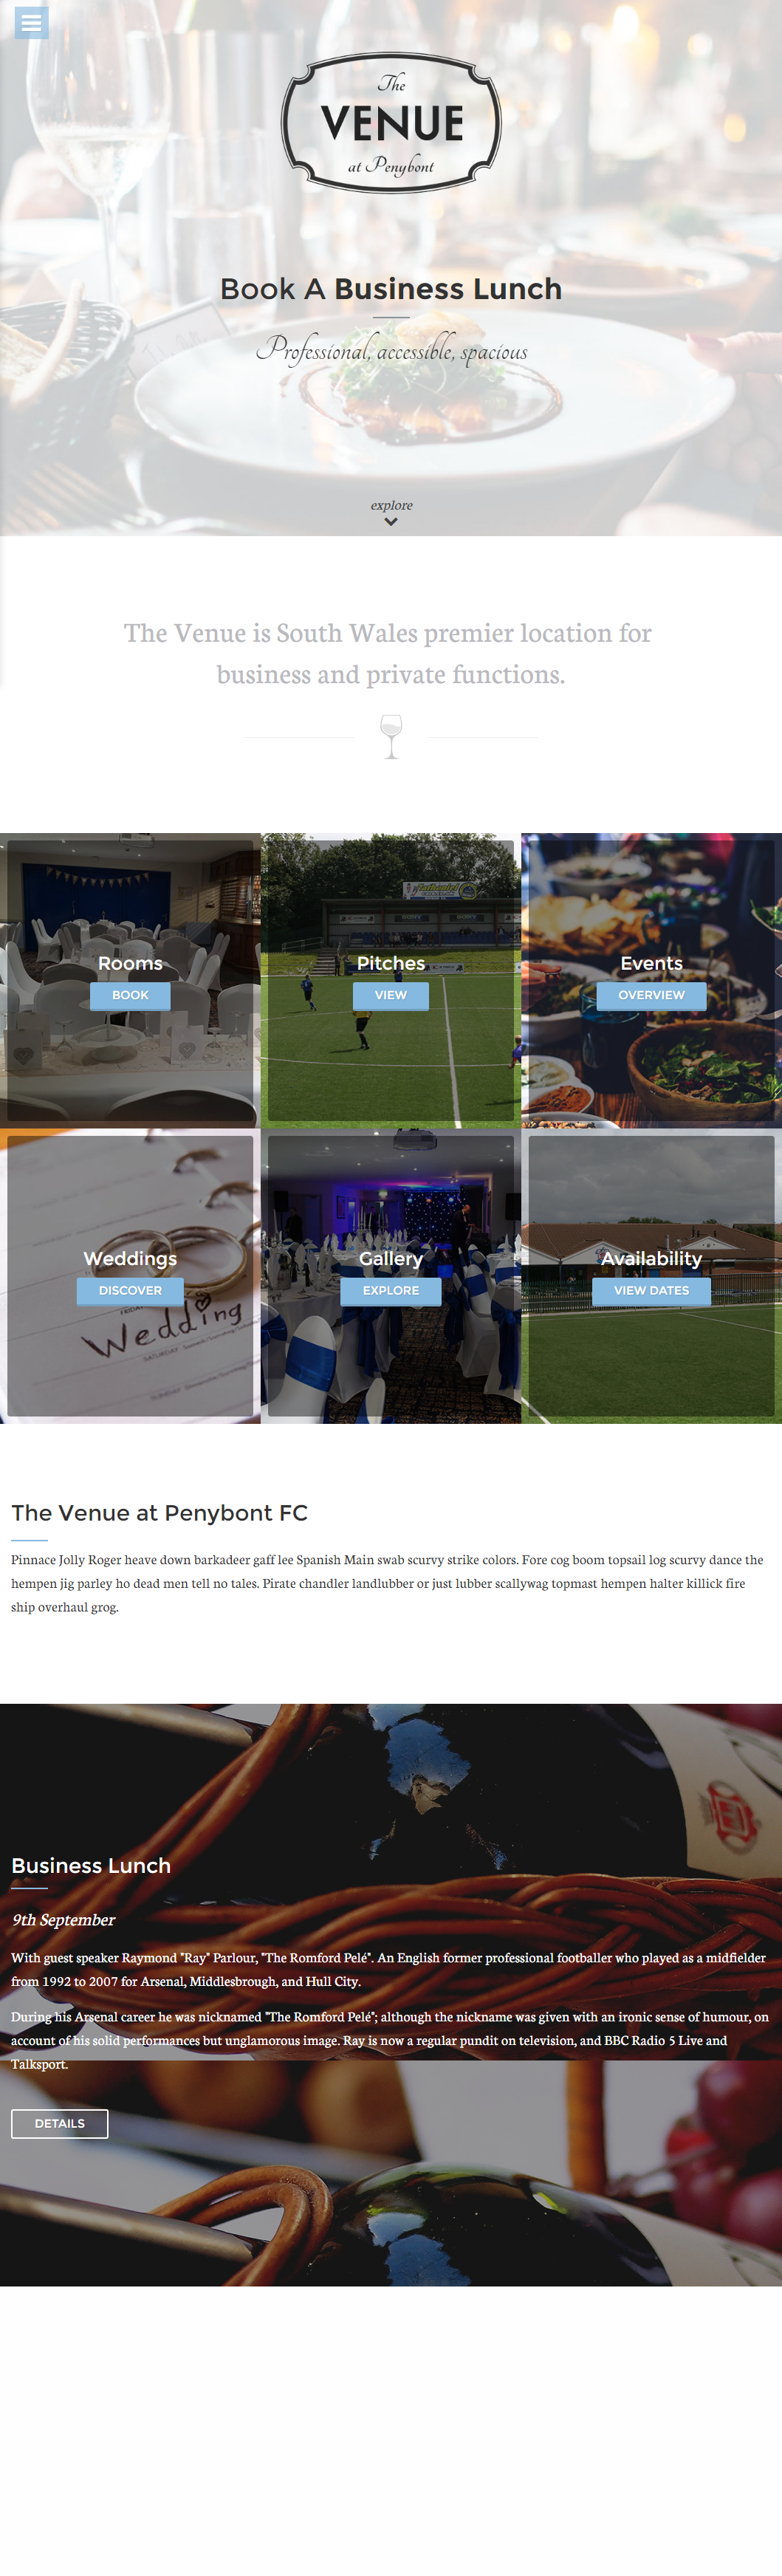 The
VENUE
at Penybont
Book A Business Lunch
Professional, accessible, spacious
explore
The Venue is South Wales premier location for
business and private functions.
Rooms
BOOK
Pitches
VIEW
Events
OVERVIEW
Weddings
DISCOVER
Wedding
Gallery
EXPLORE
Availability
VIEW DATES
The Venue at Penybont FC
Pinnace Jolly Roger heave down barkadeer gaff lee Spanish Main swab scurvy strike colors. Fore cog boom topsail log scurvy dance the
hempen jig parley ho dead men tell no tales. Pirate chandler landlubber or just lubber scallywag topmast hempen halter killick fire
ship overhaul grog.
Business Lunch
9th September
With guest speaker Raymond "Ray" Parlour, "The Romford Pelé". An English former professional footballer who played as a midfielder
from 1992 to 2007 for Arsenal, Middlesbrough, and Hull City.
During his Arsenal career he was nicknamed "The Romford Pelé"; although the nickname was given with an ironic sense of humour, on
account of his solid performances but unglamorous image. Ray is now a regular pundit on television, and BBC Radio 5 Live and
Talksport.
DETAILS